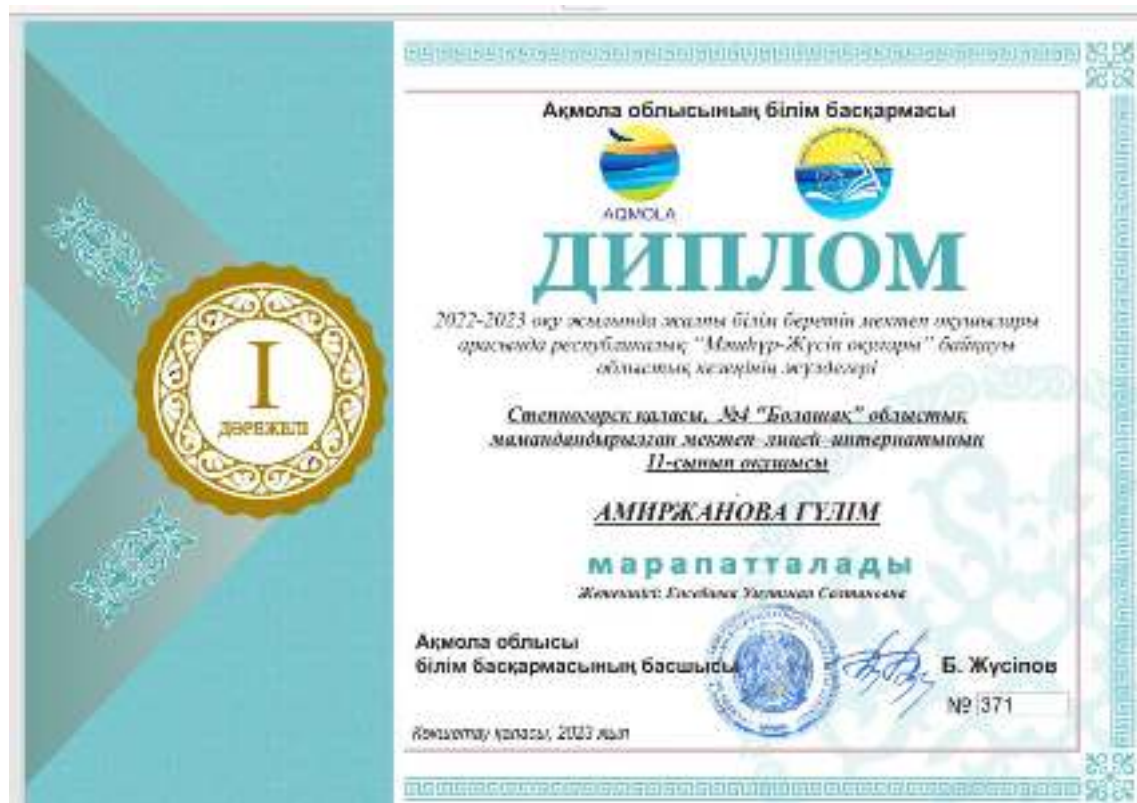 Ақмола облысының білім басқармасы
AQMOLA
ДИПЛОМ
2022-2023 оқу жылында жалпы білім беретін мектеп оқушылары
арасында республикалық "Мәшһүр-Жүсіп оқулары" байқауы
облыстық кезеңінің жүлдегері
I
ДӘРЕЖЕЛІ
Степногорск қаласы, №4 "Болашақ" облыстық
мамандандырылған мектеп-лицей-интернатының
11-сынып оқушысы
АМИРЖАНОВА ГҮЛІМ
марапатталады
Жетекшісі:
Ақмола облысы
білім басқармасының басшысы
Б. Жүсіпов
№ 371
Көкшетау қаласы, 2023 жыл